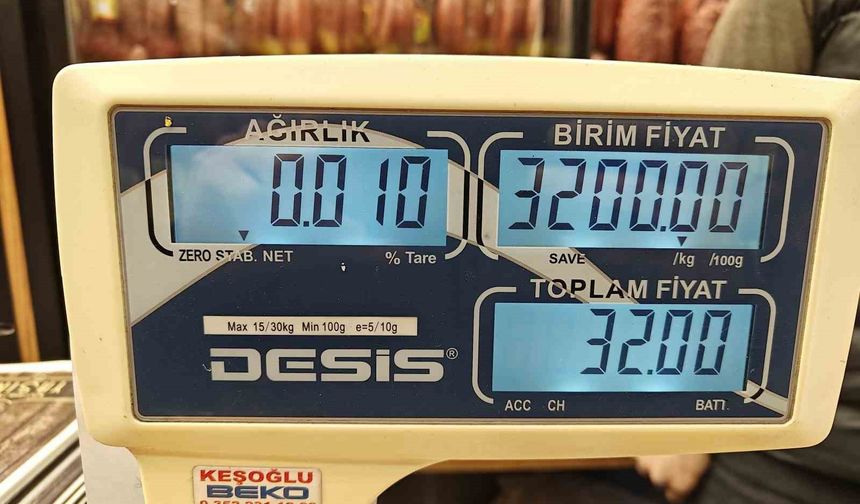 AĞIRLIK
BİRİM FİYAT
0.010
3200.00
ZERO STAB. NET % Tare
SAVE /kg /100g
TOPLAM FİYAT
32.00
Max 15/30kg Min 100g e=5/10g
DESİS®
ACC CH BATT.
KEŞOĞLU
BEKO